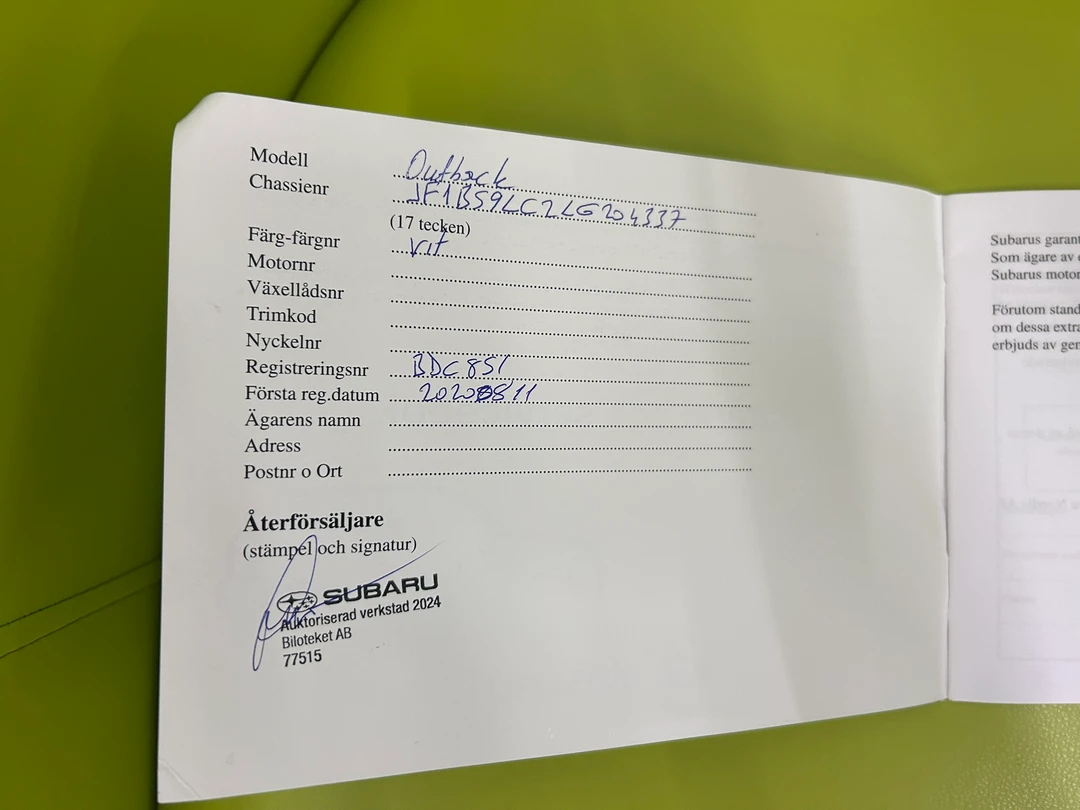 Modell Outback
Chassienr JF1BS9LC2LG204337
(17 tecken)
Färg-färgnr Vit
Motornr
Växellådsnr
Trimkod
Nyckelnr
Registreringsnr BDC851
Första reg.datum 20200811
Ägarens namn
Adress
Postnr o Ort
Återförsäljare
(stämpel och signatur)
SUBARU
Auktoriserad verkstad 2024
Biloteket AB
77515
Subarus garant
Som ägare av
Subarus motor
Förutom stand
om dessa extra
erbjuds av ger